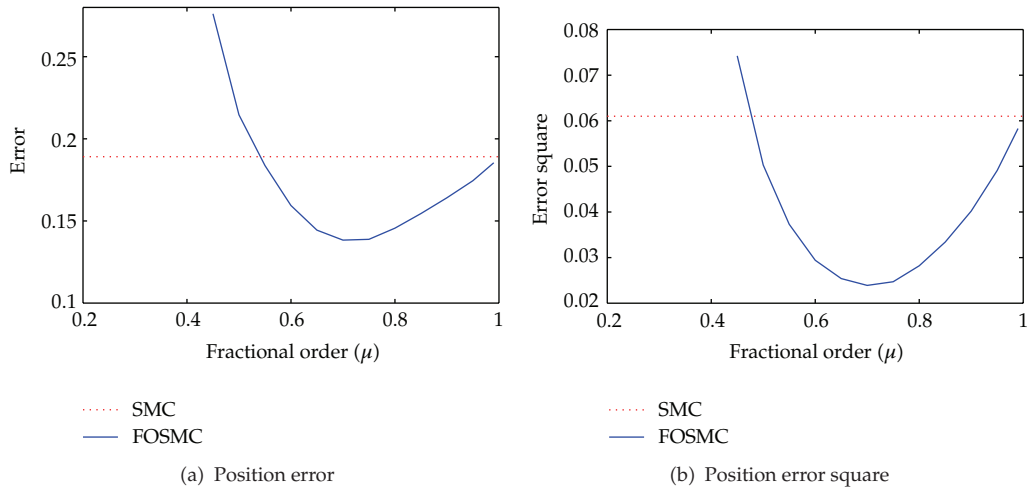 0.25
0.2
0.15
0.1
Error
0.2 0.4 0.6 0.8 1
Fractional order (μ)
SMC
FOSMC
(a) Position error
0.08
0.07
0.06
0.05
0.04
0.03
0.02
Error square
0.2 0.4 0.6 0.8 1
Fractional order (μ)
SMC
FOSMC
(b) Position error square